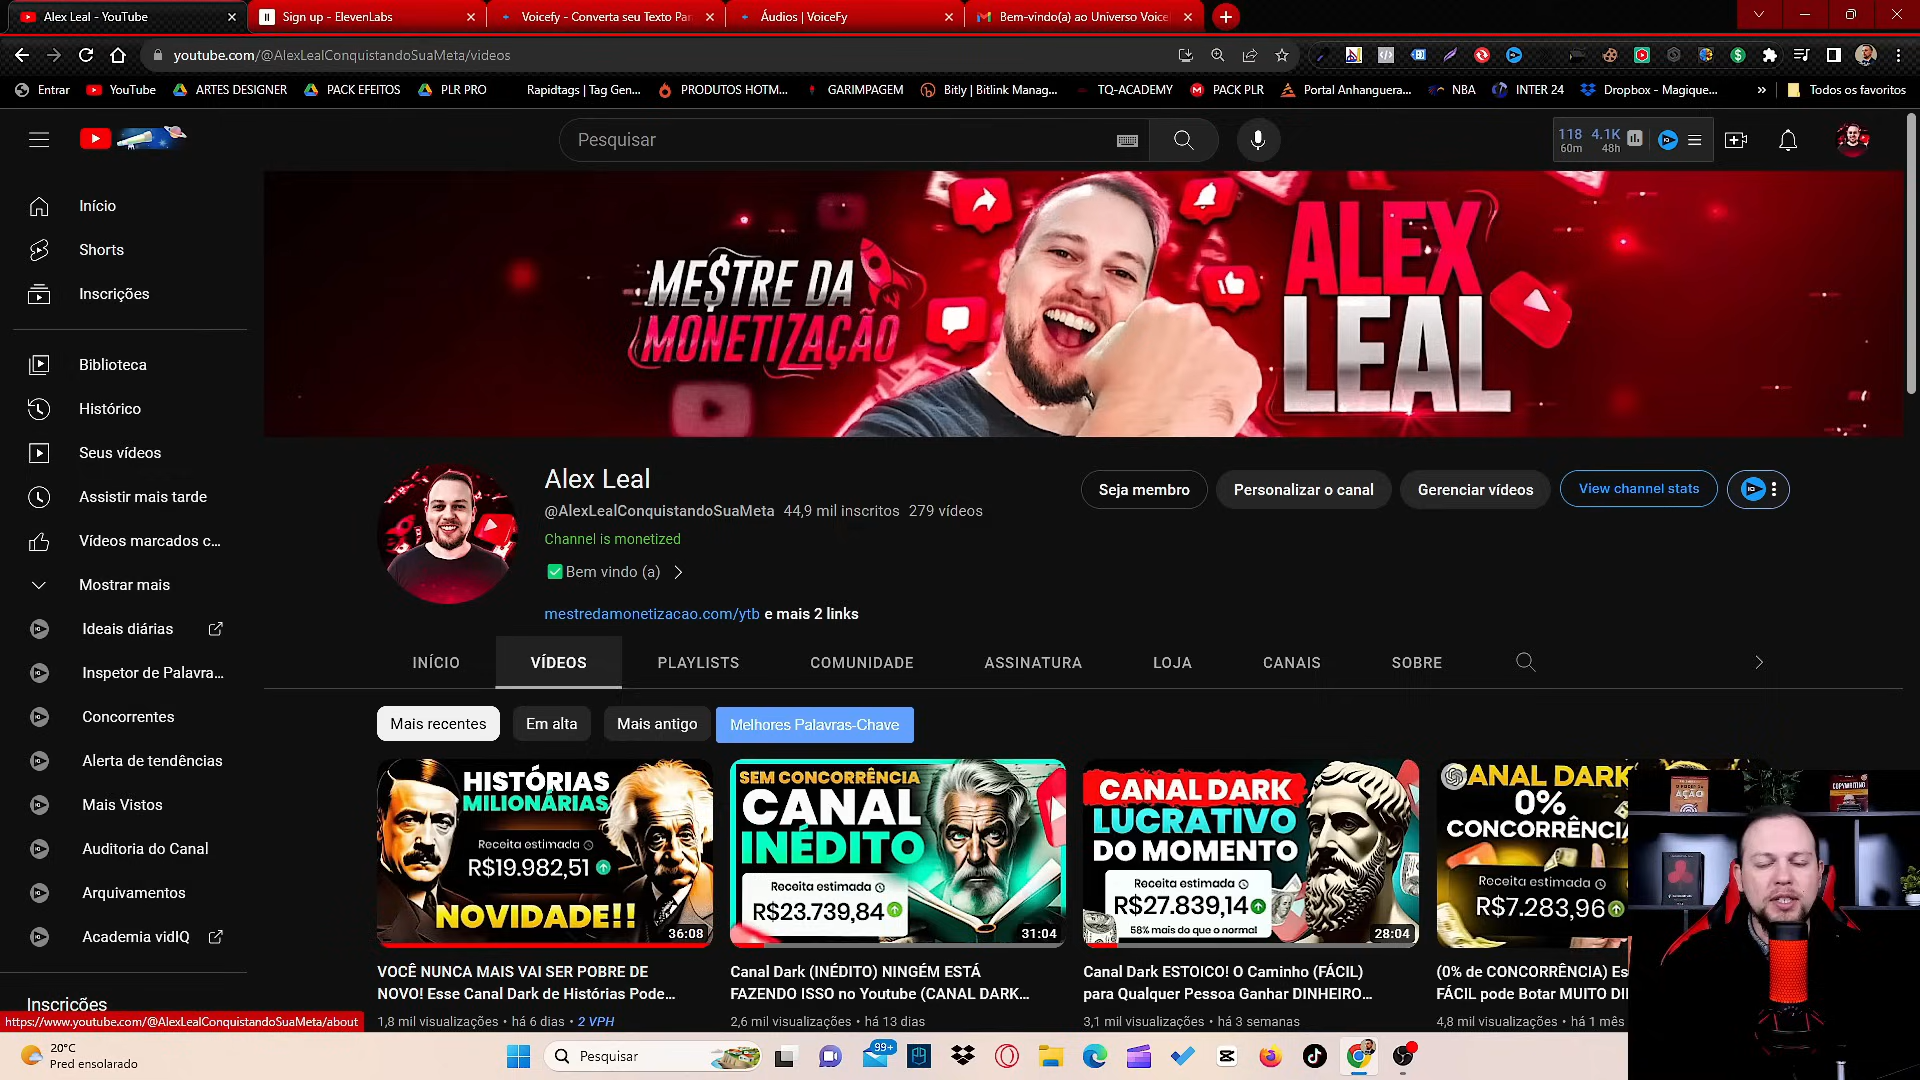 Alex Leal - YouTube
Sign up - ElevenLabs
Voicefy - Converta seu Texto Par
Áudios | VoiceFy
Bem-vindo(a) ao Universo Voice
youtube.com/@AlexLealConquistandoSuaMeta/videos
Entrar
YouTube
ARTES DESIGNER
PACK EFEITOS
PLR PRO
Rapidtags | Tag Gen...
PRODUTOS HOTM...
GARIMPAGEM
Bitly | Bitlink Manag...
TQ-ACADEMY
PACK PLR
Portal Anhanguera...
NBA
INTER 24
Dropbox - Magique...
»
Todos os favoritos
Pesquisar
118 4.1K
60m 48h
Início
Shorts
Inscrições
Biblioteca
Histórico
Seus vídeos
Assistir mais tarde
Vídeos marcados c...
Mostrar mais
Ideais diárias
Inspetor de Palavra...
Concorrentes
Alerta de tendências
Mais Vistos
Auditoria do Canal
Arquivamentos
Academia vidIQ
Inscrições
ME$TRE DA
MONETIZAÇÃO
ALEX
LEAL
Alex Leal
@AlexLealConquistandoSuaMeta 44,9 mil inscritos 279 vídeos
Channel is monetized
Bem vindo (a)
mestredamonetizacao.com/ytb e mais 2 links
Seja membro
Personalizar o canal
Gerenciar vídeos
View channel stats
INÍCIO
VÍDEOS
PLAYLISTS
COMUNIDADE
ASSINATURA
LOJA
CANAIS
SOBRE
Mais recentes
Em alta
Mais antigo
Melhores Palavras-Chave
HISTÓRIAS
MILIONÁRIAS
Receita estimada
R$19.982,51
NOVIDADE!!
36:08
VOCÊ NUNCA MAIS VAI SER POBRE DE
NOVO! Esse Canal Dark de Histórias Pode...
1,8 mil visualizações • há 6 dias • 2 VPH
SEM CONCORRÊNCIA
CANAL
INÉDITO
Receita estimada
R$23.739,84
31:04
Canal Dark (INÉDITO) NINGÉM ESTÁ
FAZENDO ISSO no Youtube (CANAL DARK...
2,6 mil visualizações • há 13 dias
CANAL DARK
LUCRATIVO
DO MOMENTO
Receita estimada
R$27.839,14
58% mais do que o normal
28:04
Canal Dark ESTOICO! O Caminho (FÁCIL)
para Qualquer Pessoa Ganhar DINHEIRO...
3,1 mil visualizações • há 3 semanas
CANAL DARK
0%
CONCORRÊNCIA
Receita estimada
R$7.283,96
(0% de CONCORRÊNCIA) Es
FÁCIL pode Botar MUITO DI
4,8 mil visualizações • há 1 mês
AÇÃO
COPYWRITING
https://www.youtube.com/@AlexLealConquistandoSuaMeta/about
20°C
Pred ensolarado
Pesquisar
99+